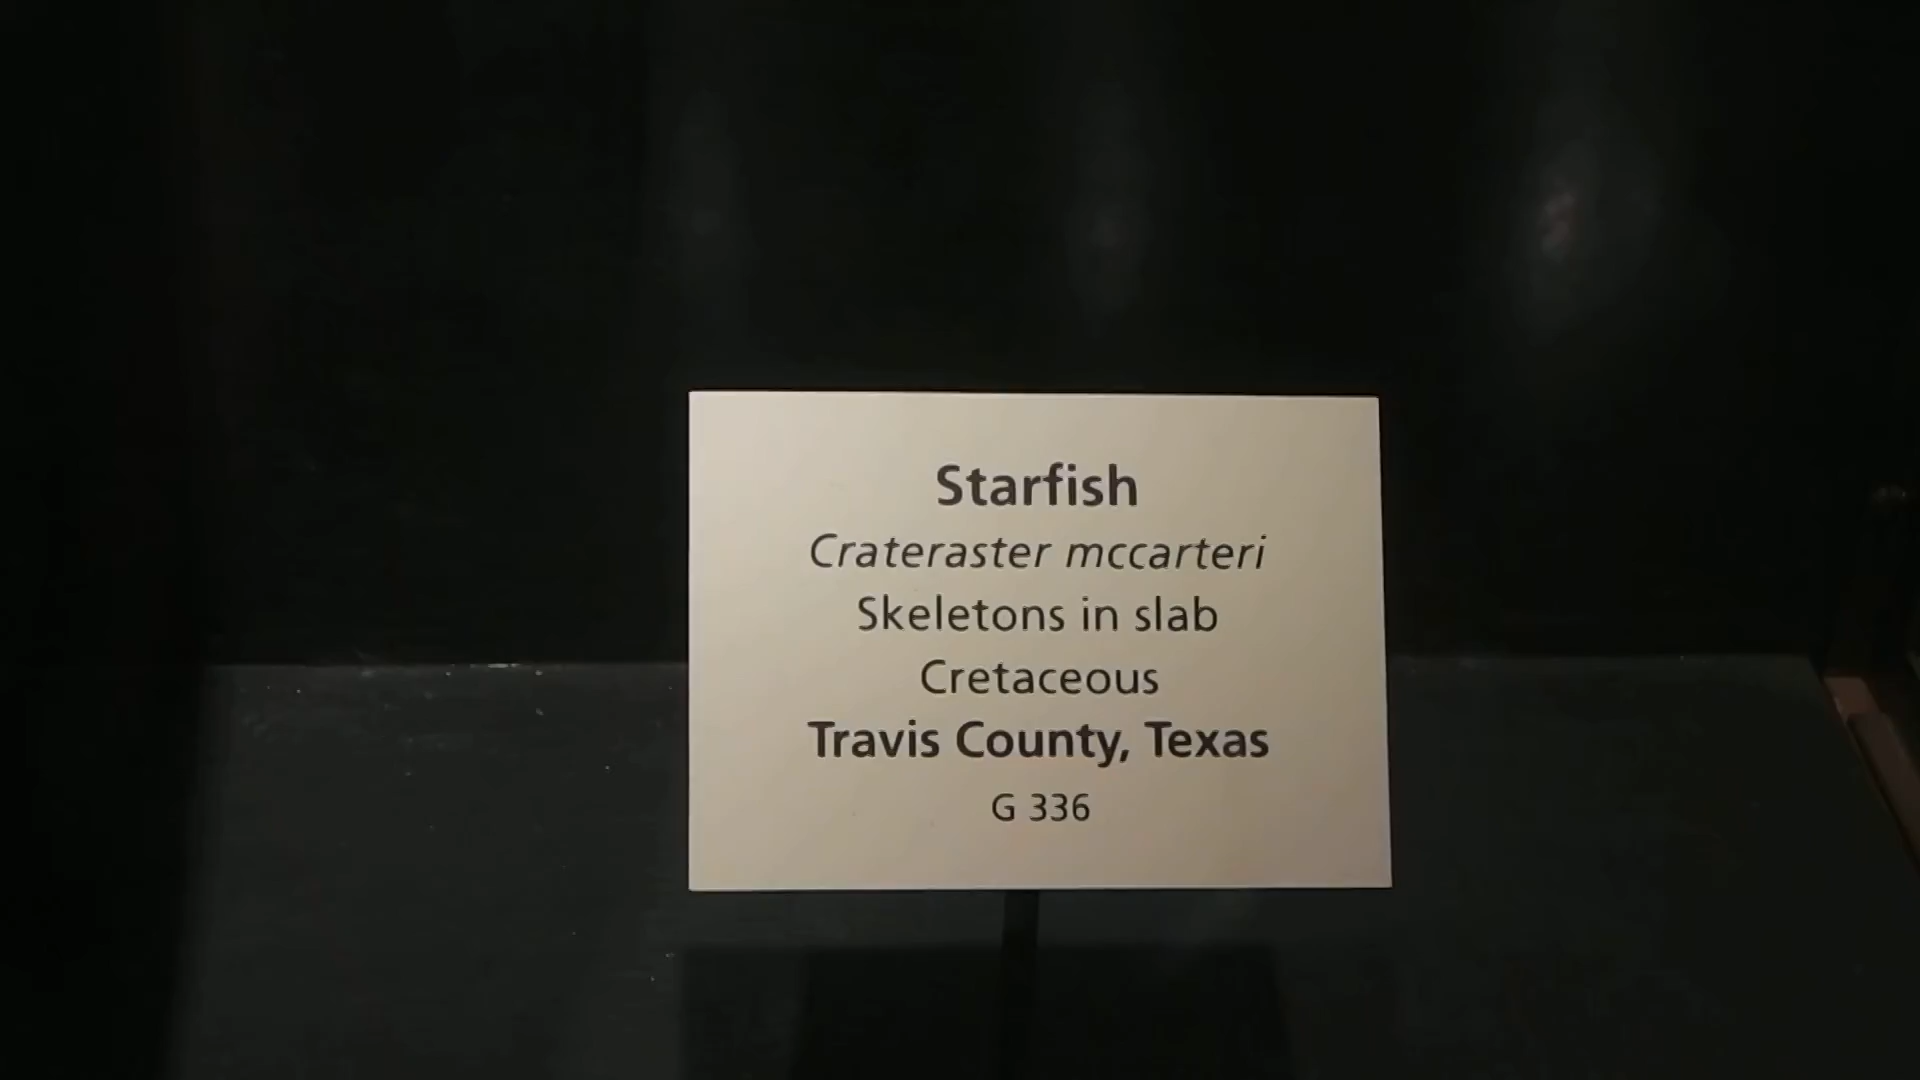 Starfish
Crateraster mccarteri
Skeletons in slab
Cretaceous
Travis County, Texas
G 336